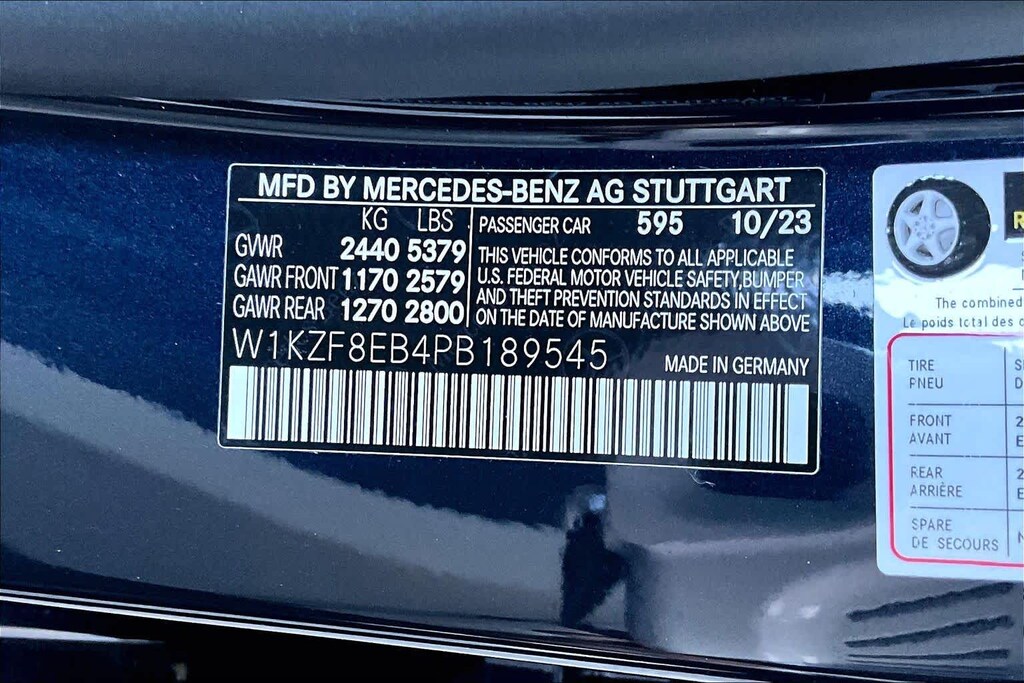 MFD BY MERCEDES-BENZ AG STUTTGART
KG LBS
GVWR 2440 5379
GAWR FRONT 1170 2579
GAWR REAR 1270 2800
PASSENGER CAR 595 10/23
THIS VEHICLE CONFORMS TO ALL APPLICABLE
U.S. FEDERAL MOTOR VEHICLE SAFETY, BUMPER
AND THEFT PREVENTION STANDARDS IN EFFECT
ON THE DATE OF MANUFACTURE SHOWN ABOVE
W1KZF8EB4PB189545
MADE IN GERMANY
The combined
Le poids total des
TIRE
PNEU
FRONT
AVANT
REAR
ARRIÈRE
SPARE
DE SECOURS